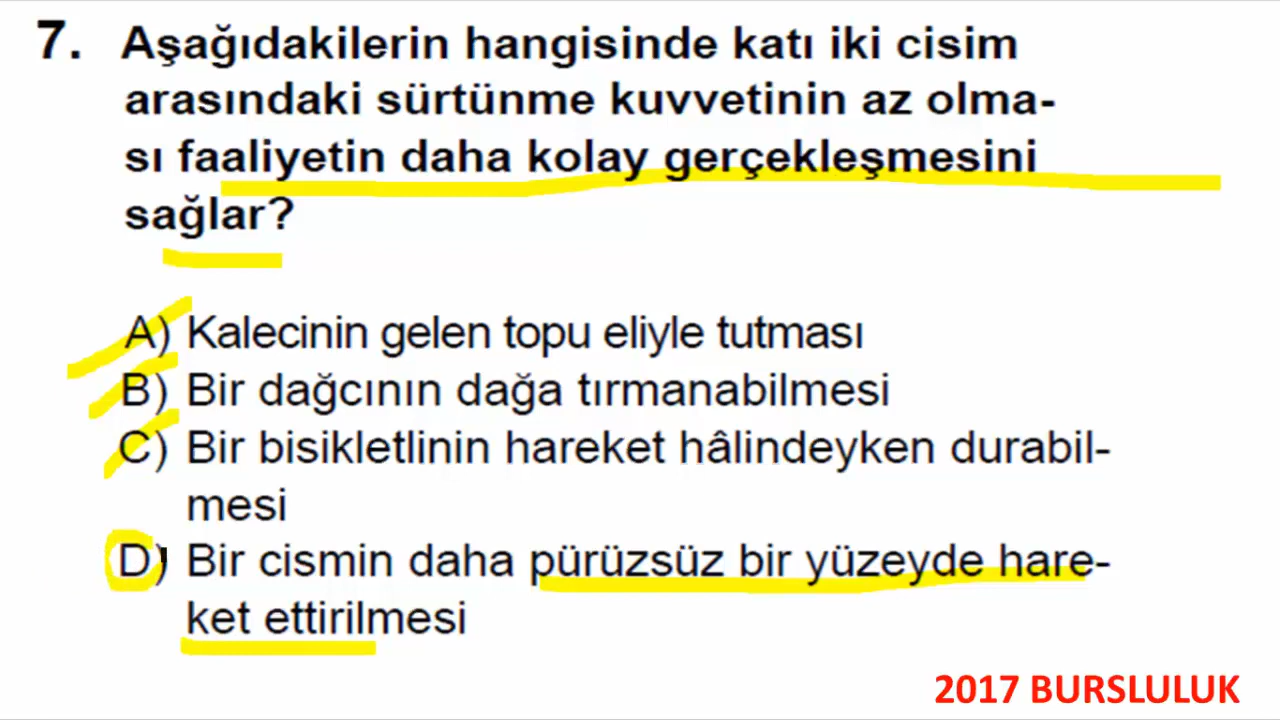 7. Aşağıdakilerin hangisinde katı iki cisim
arasındaki sürtünme kuvvetinin az olma-
sı faaliyetin daha kolay gerçekleşmesini
sağlar?
A) Kalecinin gelen topu eliyle tutması
B) Bir dağcının dağa tırmanabilmesi
C) Bir bisikletlinin hareket hâlindeyken durabil-
mesi
D) Bir cismin daha pürüzsüz bir yüzeyde hare-
ket ettirilmesi
2017 BURSLULUK